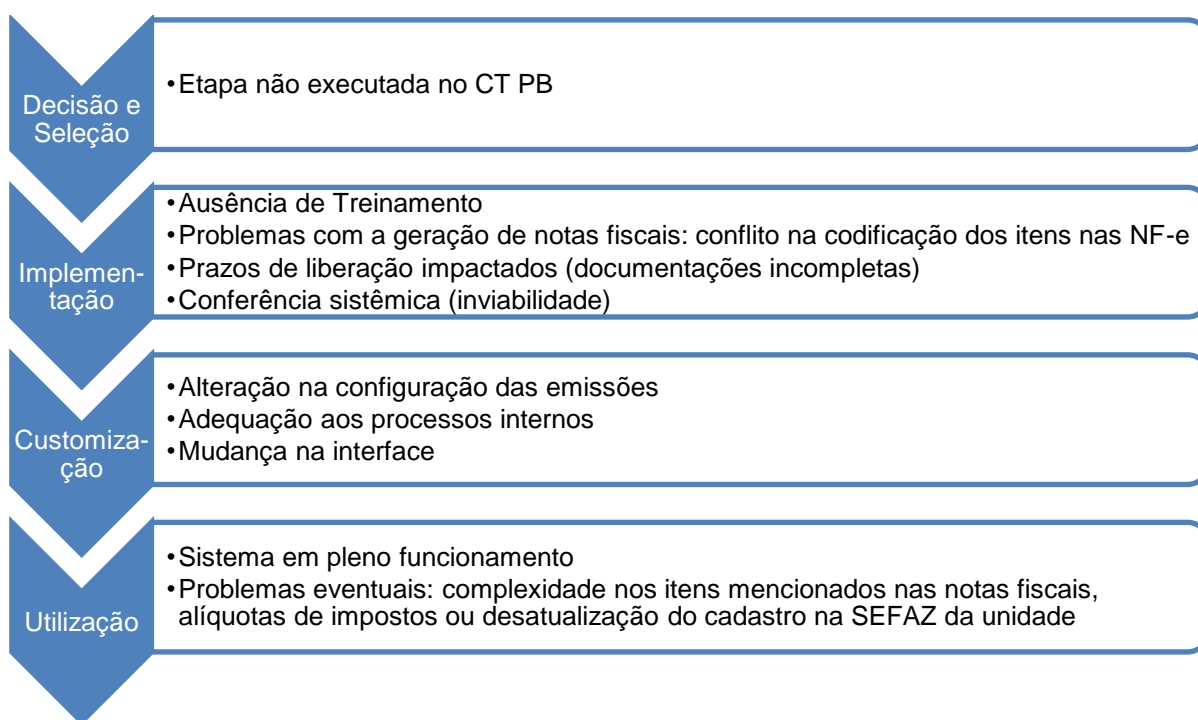 Decisão e
Seleção
•Etapa não executada no CT PB
Implemen-
tação
•Ausência de Treinamento
•Problemas com a geração de notas fiscais: conflito na codificação dos itens nas NF-e
•Prazos de liberação impactados (documentações incompletas)
•Conferência sistêmica (inviabilidade)
Customiza-
ção
•Alteração na configuração das emissões
•Adequação aos processos internos
•Mudança na interface
Utilização
•Sistema em pleno funcionamento
•Problemas eventuais: complexidade nos itens mencionados nas notas fiscais,
alíquotas de impostos ou desatualização do cadastro na SEFAZ da unidade